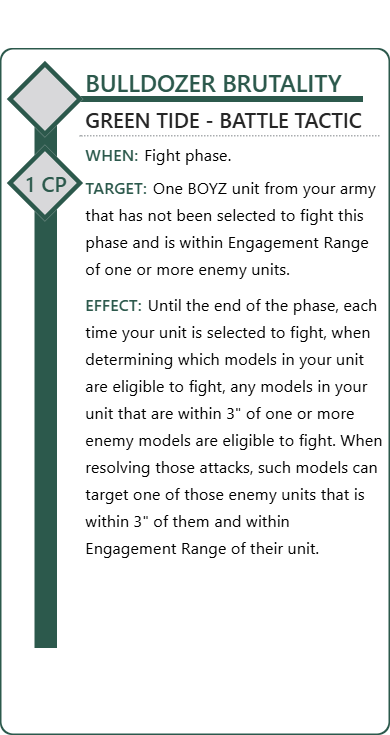 BULLDOZER BRUTALITY
GREEN TIDE - BATTLE TACTIC
WHEN: Fight phase.
1 CP
TARGET: One BOYZ unit from your army
that has not been selected to fight this
phase and is within Engagement Range
of one or more enemy units.
EFFECT: Until the end of the phase, each
time your unit is selected to fight, when
determining which models in your unit
are eligible to fight, any models in your
unit that are within 3" of one or more
enemy models are eligible to fight. When
resolving those attacks, such models can
target one of those enemy units that is
within 3" of them and within
Engagement Range of their unit.